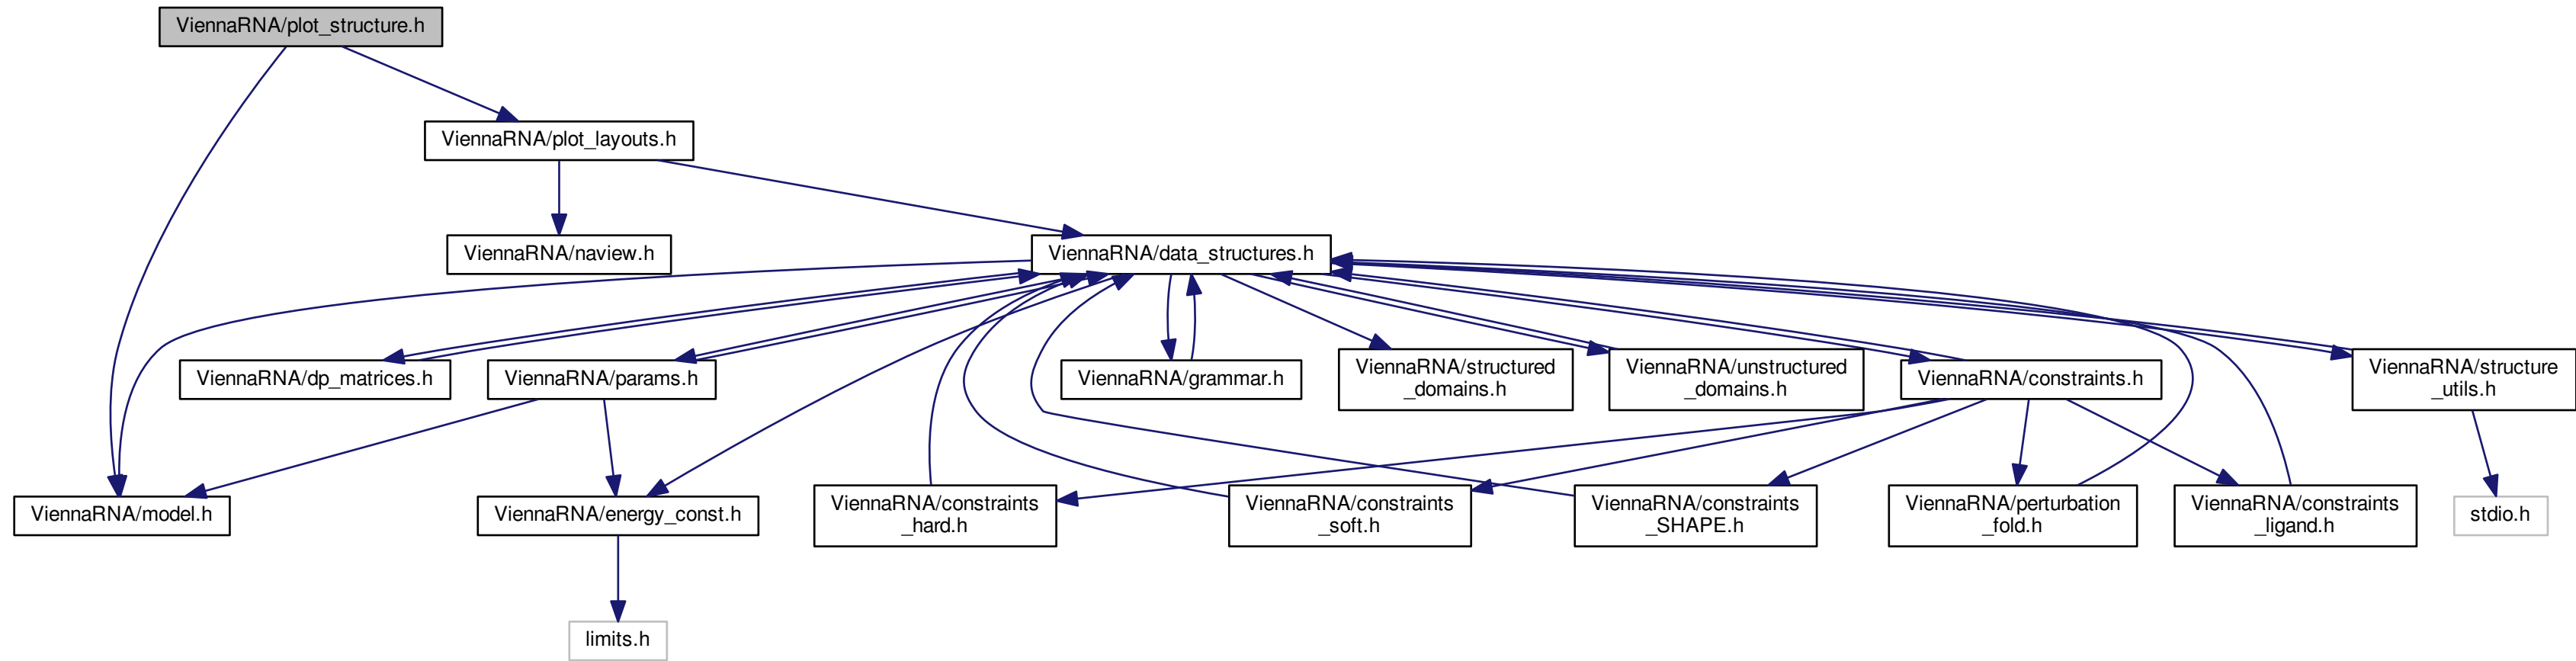 ViennaRNA/plot_structure.h
ViennaRNA/plot_layouts.h
ViennaRNA/naview.h
ViennaRNA/data_structures.h
ViennaRNA/dp_matrices.h
ViennaRNA/params.h
ViennaRNA/grammar.h
ViennaRNA/structured
_domains.h
ViennaRNA/unstructured
_domains.h
ViennaRNA/constraints.h
ViennaRNA/structure
_utils.h
ViennaRNA/model.h
ViennaRNA/energy_const.h
ViennaRNA/constraints
_hard.h
ViennaRNA/constraints
_soft.h
ViennaRNA/constraints
_SHAPE.h
ViennaRNA/perturbation
_fold.h
ViennaRNA/constraints
_ligand.h
stdio.h
limits.h